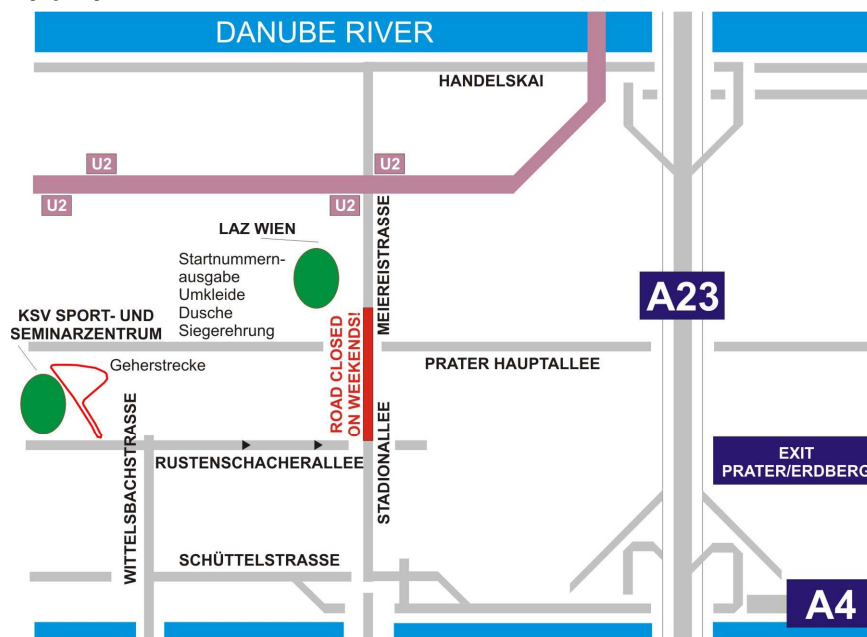 DANUBE RIVER
HANDELSKAI
U2
U2
U2
U2
LAZ WIEN
Startnummern-
ausgabe
Umkleide
Dusche
Siegerehrung
MEIEREISTRASSE
A23
KSV SPORT- UND
SEMINARZENTRUM
Geherstrecke
ROAD CLOSED
ON WEEKENDS!
PRATER HAUPTALLEE
WITTELSBACHSTRASSE
RUSTENSCHACHERALLEE
STADIONALLEE
EXIT
PRATER/ERDBERG
SCHÜTTELSTRASSE
A4